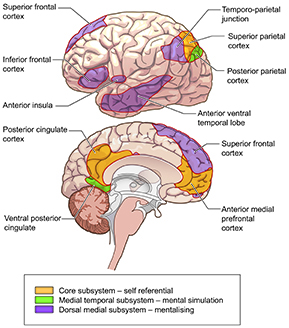 Superior frontal
cortex
Temporo-parietal
junction
Superior parietal
cortex
Inferior frontal
cortex
Posterior parietal
cortex
Anterior insula
Anterior ventral
temporal lobe
Posterior cingulate
cortex
Superior frontal
cortex
Ventral posterior
cingulate
Anterior medial
prefrontal cortex
Core subsystem – self referential
Medial temporal subsystem – mental simulation
Dorsal medial subsystem – mentalising